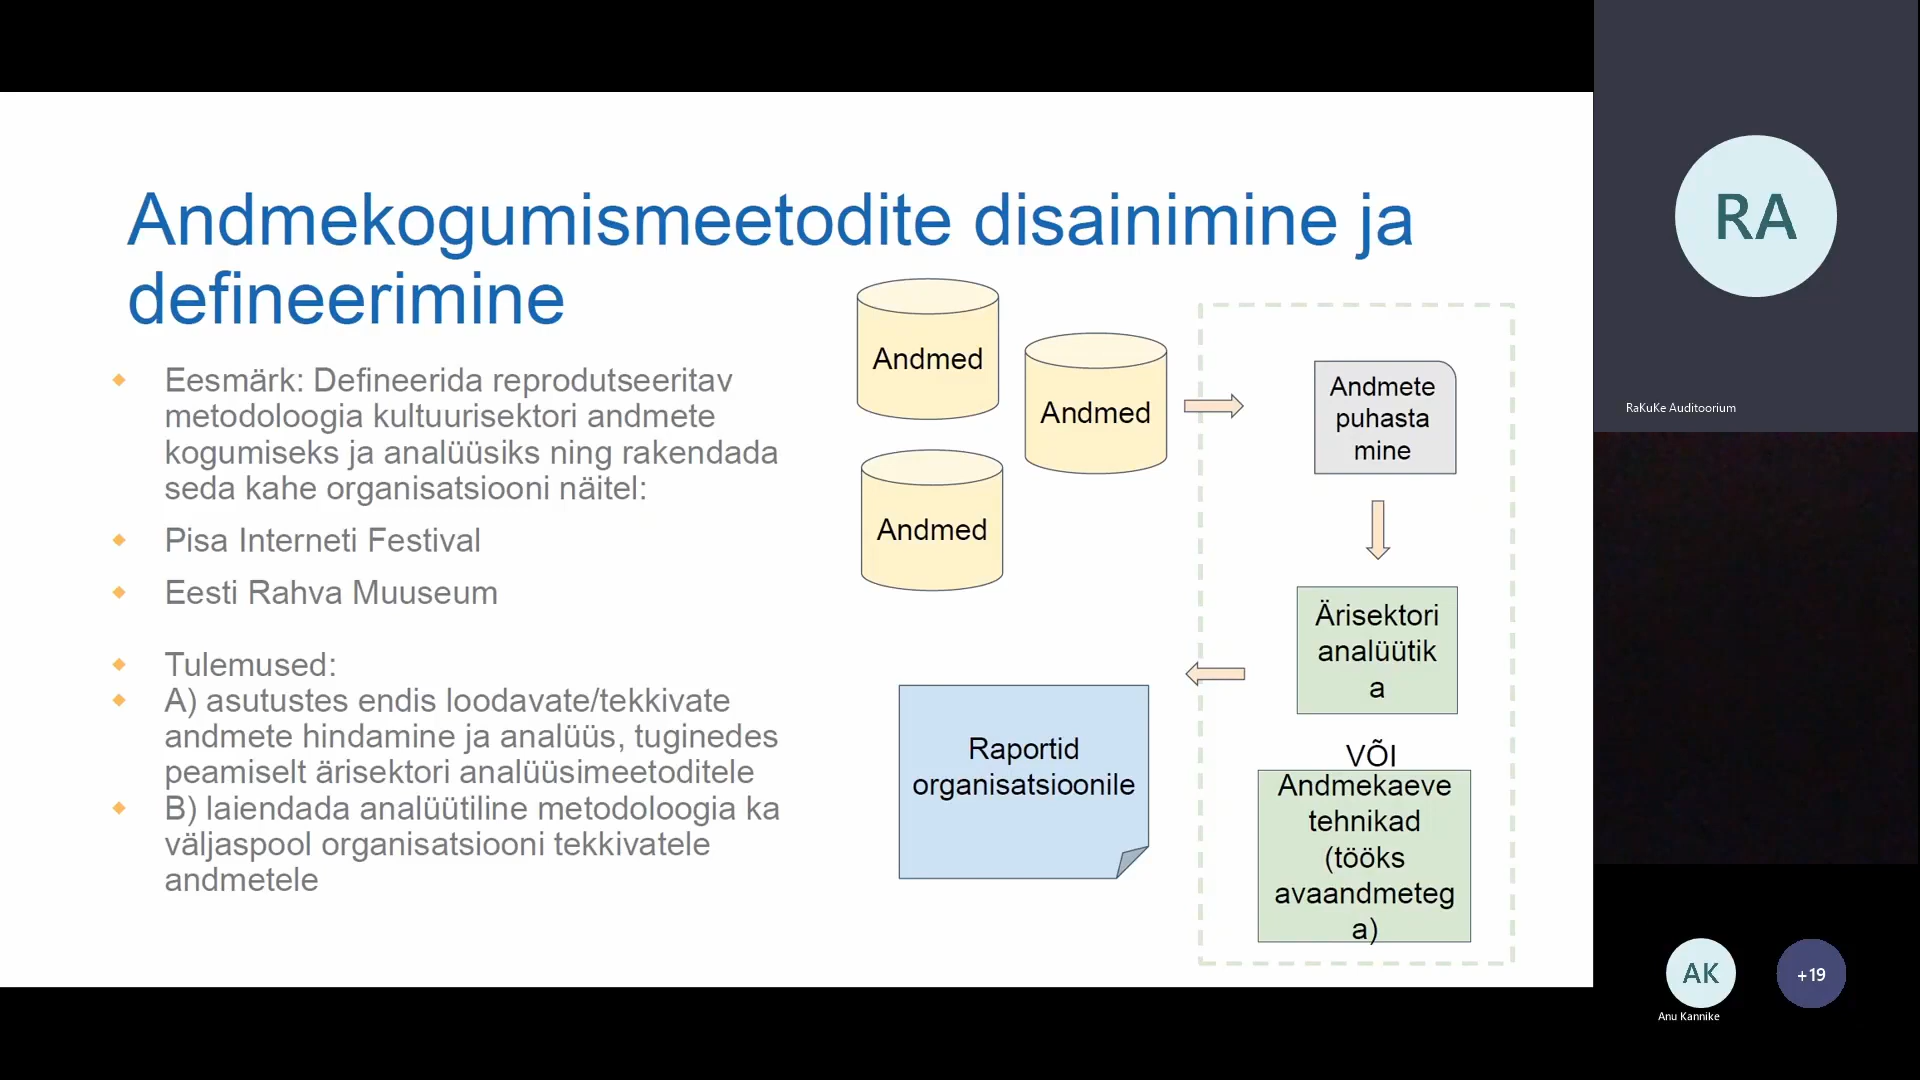 Andmekogumismeetodite disainimine ja
defineerimine
Eesmärk: Defineerida reprodutseeritav
metodoloogia kultuurisektori andmete
kogumiseks ja analüüsiks ning rakendada
seda kahe organisatsiooni näitel:
Pisa Interneti Festival
Eesti Rahva Muuseum
Tulemused:
A) asutustes endis loodavate/tekkivate
andmete hindamine ja analüüs, tuginedes
peamiselt ärisektori analüüsimeetoditele
B) laiendada analüütiline metodoloogia ka
väljaspool organisatsiooni tekkivatele
andmetele
Andmed
Andmed
Andmed
Andmete
puhasta
mine
Ärisektori
analüütik
a
VÕI
Andmekaeve
tehnikad
(tööks
avaandmeteg
a)
Raportid
organisatsioonile
RA
RaKuKe Auditoorium
AK
Anu Kannike
+19